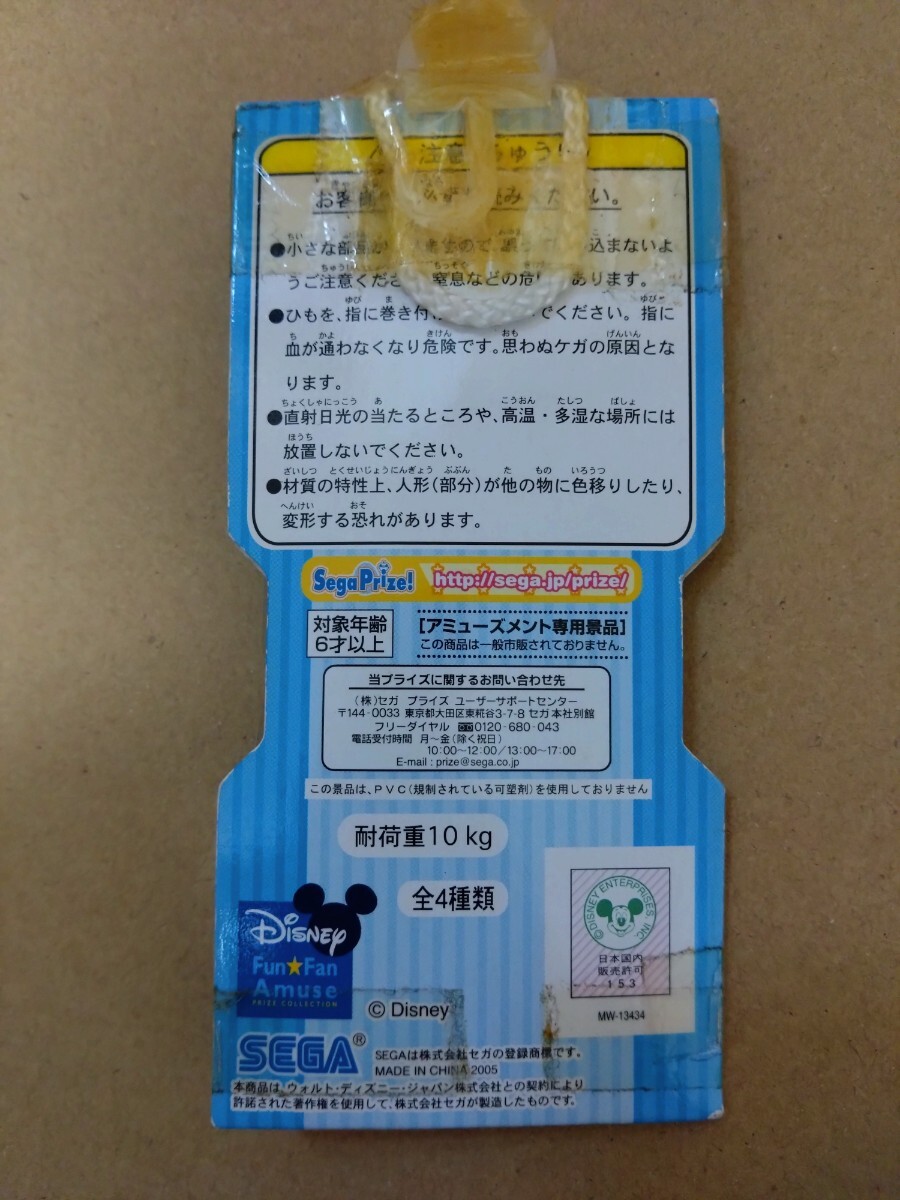 注意
お客
●小さな部品が ので、 込まないよ
うご注意くださ 窒息などの危 あります。
●ひもを、指に巻き付け でください。指に
血が通わなくなり危険です。思わぬケガの原因とな
ります。
●直射日光の当たるところや、高温・多湿な場所には
放置しないでください。
●材質の特性上、人形(部分)が他の物に色移りしたり、
変形する恐れがあります。
SegaPrize! http://sega.jp/prize/
対象年齢
6才以上
[アミューズメント専用景品]
この商品は一般市販されておりません。
当プライズに関するお問い合わせ先
(株)セガ プライズ ユーザーサポートセンター
〒144-0033 東京都大田区東糀谷3-7-8 セガ本社別館
フリーダイヤル 0120-680-043
電話受付時間 月~金(除く祝日)
10:00~12:00/13:00~17:00
E-mail : prize@sega.co.jp
この景品は、PVC(規制されている可塑剤)を使用しておりません
耐荷重10kg
全4種類
©DISNEY ENTERPRISES, INC.
日本国内
販売許可
153
MW-13434
Disney
Fun★Fan
Amuse
PRIZE COLLECTION
© Disney
SEGA®
SEGAは株式会社セガの登録商標です。
MADE IN CHINA 2005
本商品は、ウォルト・ディズニー・ジャパン株式会社との契約により
許諾された著作権を使用して、株式会社セガが製造したものです。